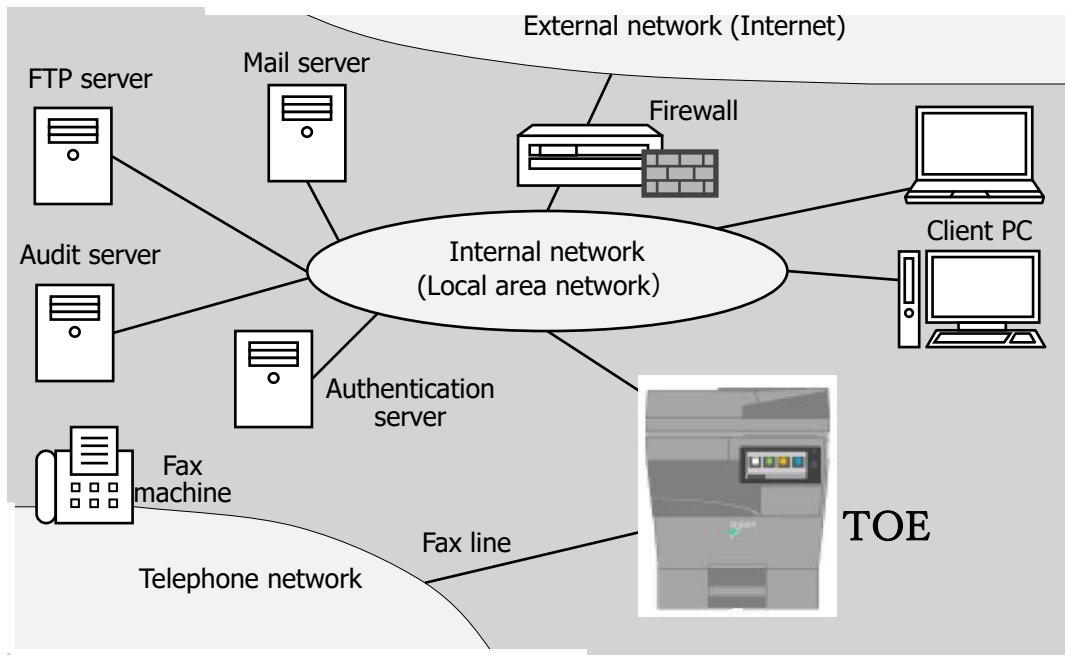 External network (Internet)
Mail server
FTP server
Firewall
Client PC
Internal network
(Local area network）
Audit server
Authentication
server
Fax
machine
TOE
Fax line
Telephone network